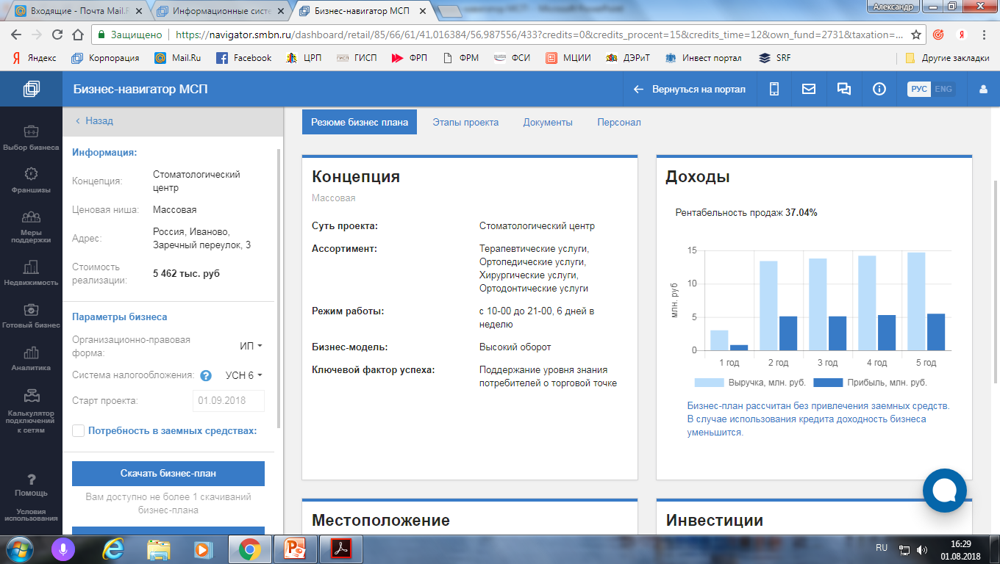 Входящие - Почта Mail.R
Информационные систе
Бизнес-навигатор МСП
Александр
Защищено
https://navigator.smbn.ru/dashboard/retail/85/66/61/41,016384/56,987556/433?credits=0&credits_procent=15&credits_time=12&own_fund=2731&taxation=...
Яндекс
Корпорация
Mail.Ru
Facebook
ЦРП
ГИСП
ФРП
ФРМ
ФСИ
МЦИИ
ДЭРиТ
Инвест портал
SRF
Другие закладки
Бизнес-навигатор МСП
Вернуться на портал
РУС ENG
Выбор бизнеса
Франшизы
Меры
поддержки
Недвижимость
Готовый бизнес
Аналитика
Калькулятор
подключений
к сетям
Помощь
Условия
использования
Назад
Информация:
Концепция: Стоматологический
центр
Ценовая ниша: Массовая
Адрес: Россия, Иваново,
Заречный переулок, 3
Стоимость
реализации: 5 462 тыс. руб
Параметры бизнеса
Организационно-правовая
форма: ИП
Система налогообложения: ? УСН 6
Старт проекта: 01.09.2018
Потребность в заемных средствах:
Скачать бизнес-план
Вам доступно не более 1 скачиваний
бизнес-плана
Резюме бизнес плана
Этапы проекта
Документы
Персонал
Концепция
Массовая
Суть проекта: Стоматологический центр
Ассортимент: Терапевтические услуги,
Ортопедические услуги,
Хирургические услуги,
Ортодонтические услуги
Режим работы: с 10-00 до 21-00, 6 дней в
неделю
Бизнес-модель: Высокий оборот
Ключевой фактор успеха: Поддержание уровня знания
потребителей о торговой точке
Доходы
Рентабельность продаж 37.04%
млн. руб
15
10
5
0
1 год 2 год 3 год 4 год 5 год
Выручка, млн. руб. Прибыль, млн. руб.
Бизнес-план рассчитан без привлечения заемных средств.
В случае использования кредита доходность бизнеса
уменьшится.
Местоположение
Инвестиции
RU
16:29
01.08.2018